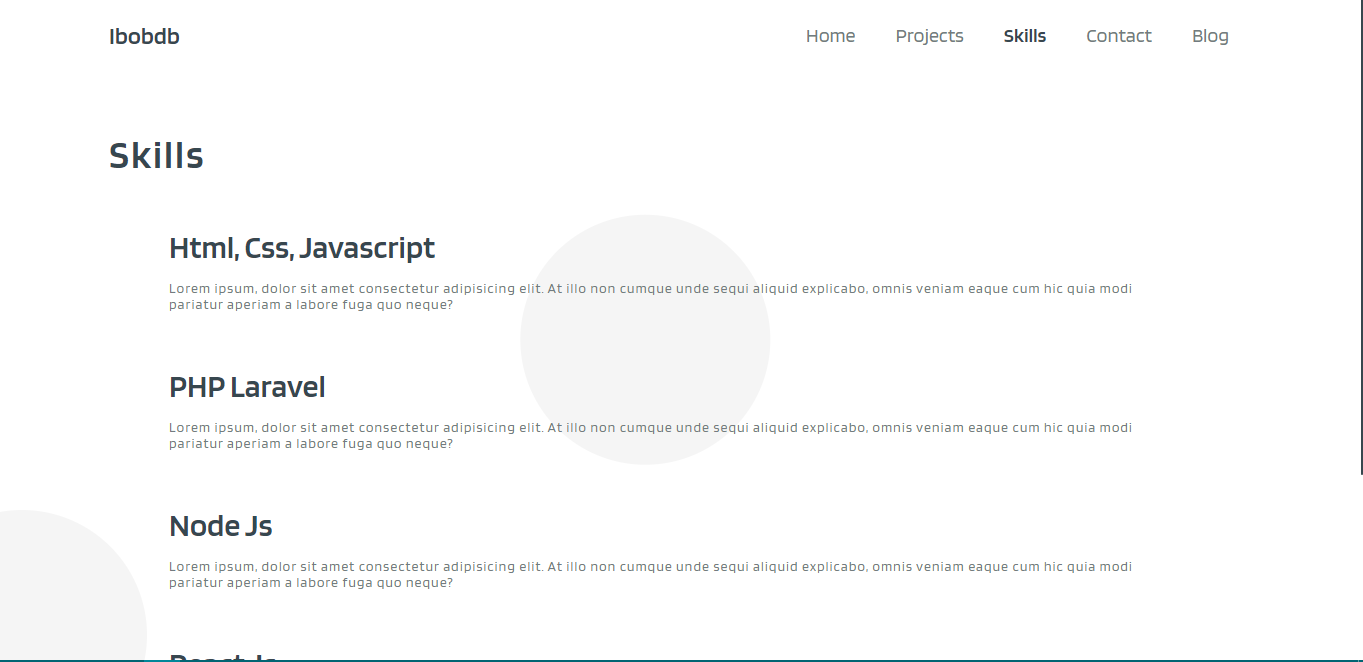 Ibobdb
Home Projects Skills Contact Blog
Skills
Html, Css, Javascript
Lorem ipsum, dolor sit amet consectetur adipisicing elit. At illo non cumque unde sequi aliquid explicabo, omnis veniam eaque cum hic quia modi
pariatur aperiam a labore fuga quo neque?
PHP Laravel
Lorem ipsum, dolor sit amet consectetur adipisicing elit. At illo non cumque unde sequi aliquid explicabo, omnis veniam eaque cum hic quia modi
pariatur aperiam a labore fuga quo neque?
Node Js
Lorem ipsum, dolor sit amet consectetur adipisicing elit. At illo non cumque unde sequi aliquid explicabo, omnis veniam eaque cum hic quia modi
pariatur aperiam a labore fuga quo neque?
React Js